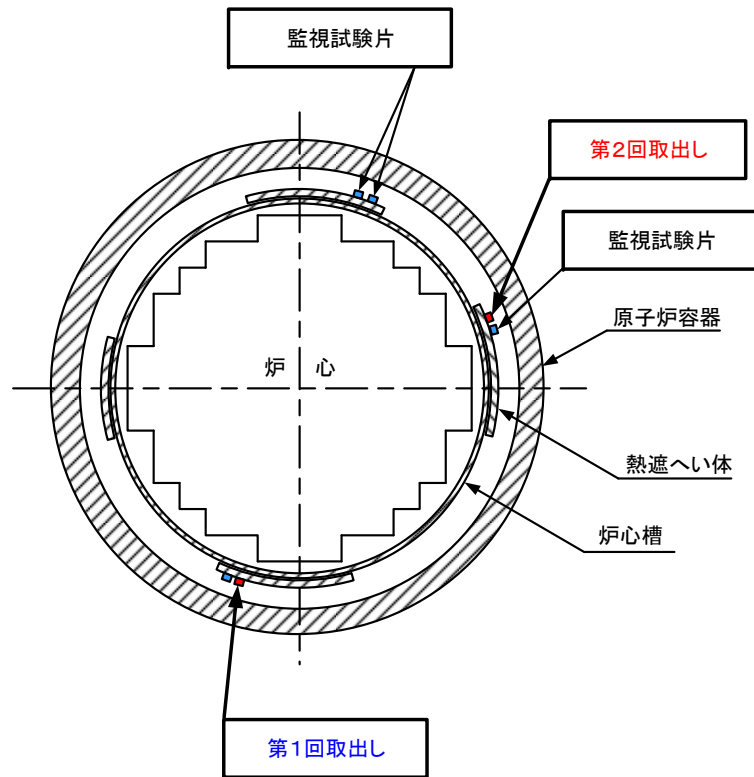 監視試験片
第2回取出し
監視試験片
原子炉容器
炉 心
熱遮へい体
炉心槽
第1回取出し